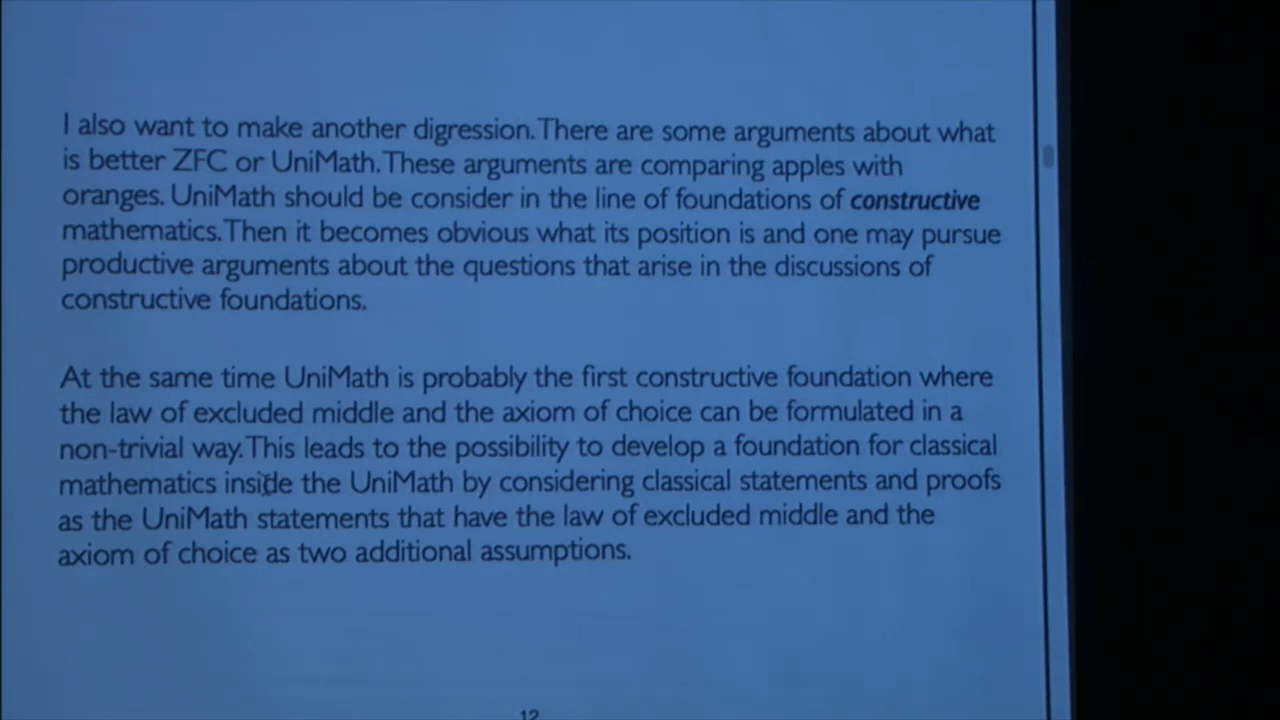 I also want to make another digression. There are some arguments about what
is better ZFC or UniMath. These arguments are comparing apples with
oranges. UniMath should be consider in the line of foundations of constructive
mathematics. Then it becomes obvious what its position is and one may pursue
productive arguments about the questions that arise in the discussions of
constructive foundations.
At the same time UniMath is probably the first constructive foundation where
the law of excluded middle and the axiom of choice can be formulated in a
non-trivial way. This leads to the possibility to develop a foundation for classical
mathematics inside the UniMath by considering classical statements and proofs
as the UniMath statements that have the law of excluded middle and the
axiom of choice as two additional assumptions.
12